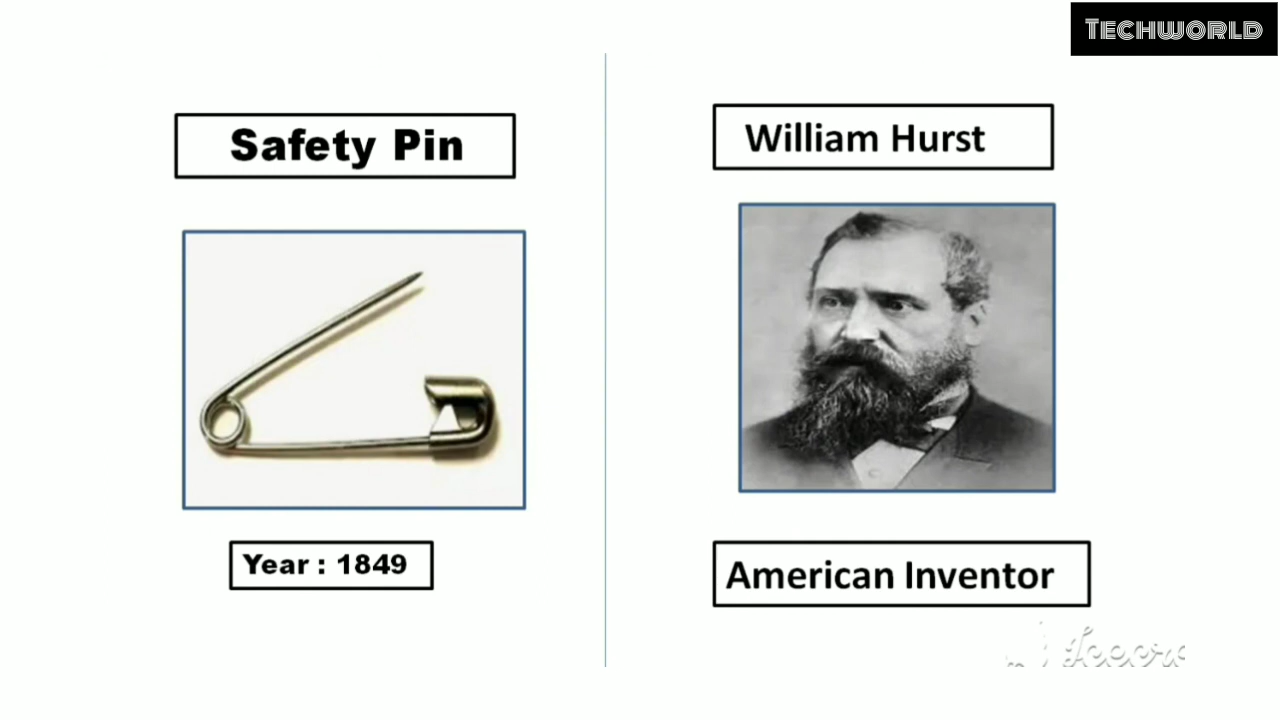 TECHWORLD
Safety Pin
William Hurst
Year : 1849
American Inventor